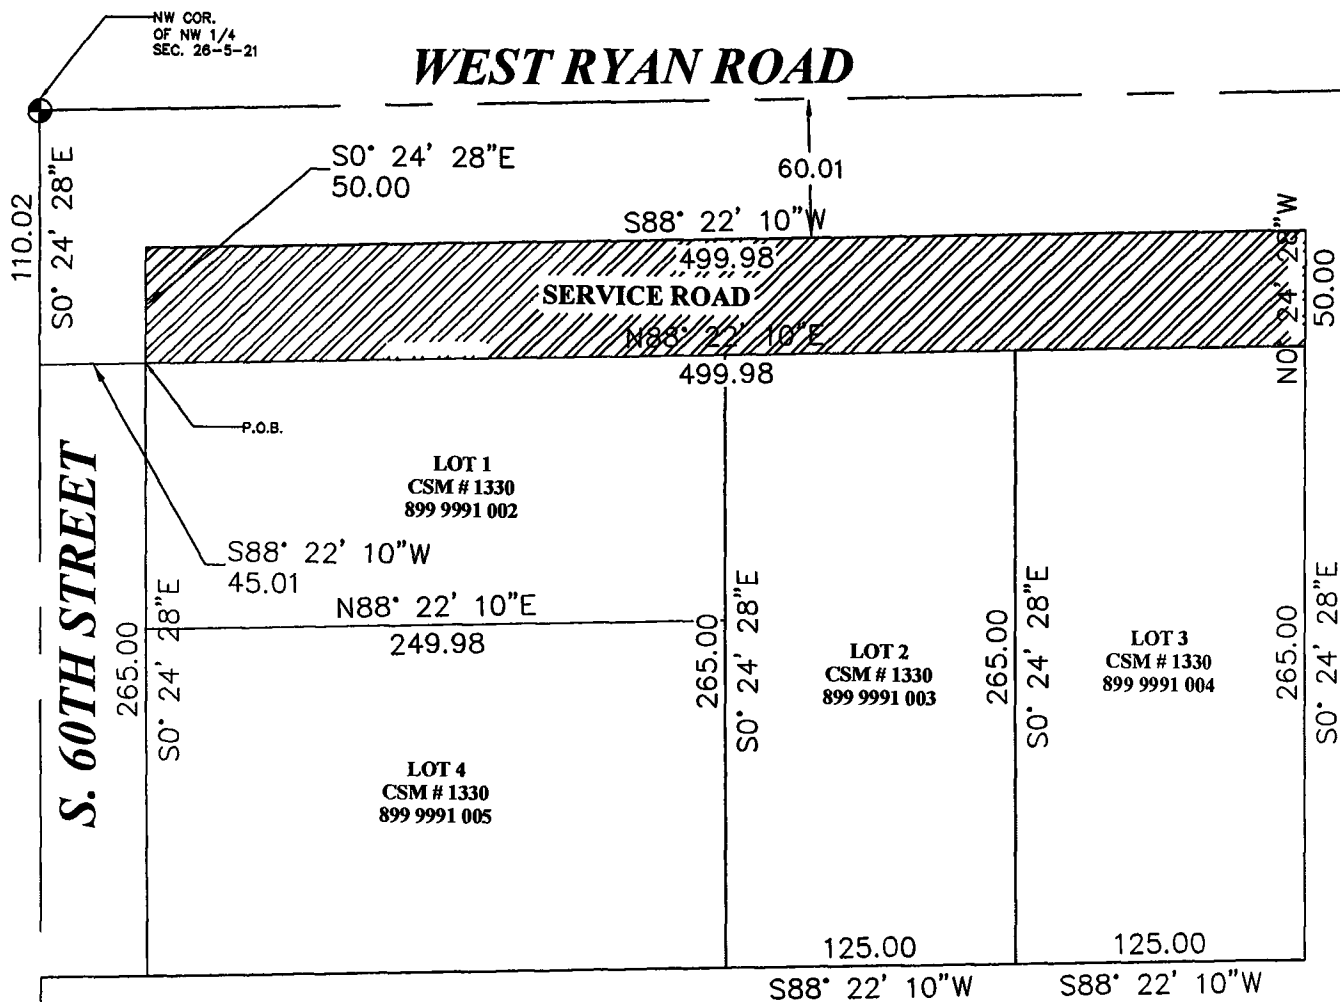 NW COR.
OF NW 1/4
SEC. 26-5-21
WEST RYAN ROAD
S0° 24' 28"E
50.00
60.01
110.02
S0° 24' 28"E
S88° 22' 10"W
499.98
SERVICE ROAD
N88° 22' 10"E
499.98
N0° 24' 28"W
50.00
P.O.B.
LOT 1
CSM # 1330
899 9991 002
S88° 22' 10"W
45.01
S. 60TH STREET
N88° 22' 10"E
249.98
265.00
S0° 24' 28"E
265.00
S0° 24' 28"E
LOT 2
CSM # 1330
899 9991 003
265.00
S0° 24' 28"E
LOT 3
CSM # 1330
899 9991 004
265.00
S0° 24' 28"E
LOT 4
CSM # 1330
899 9991 005
125.00
S88° 22' 10"W
125.00
S88° 22' 10"W